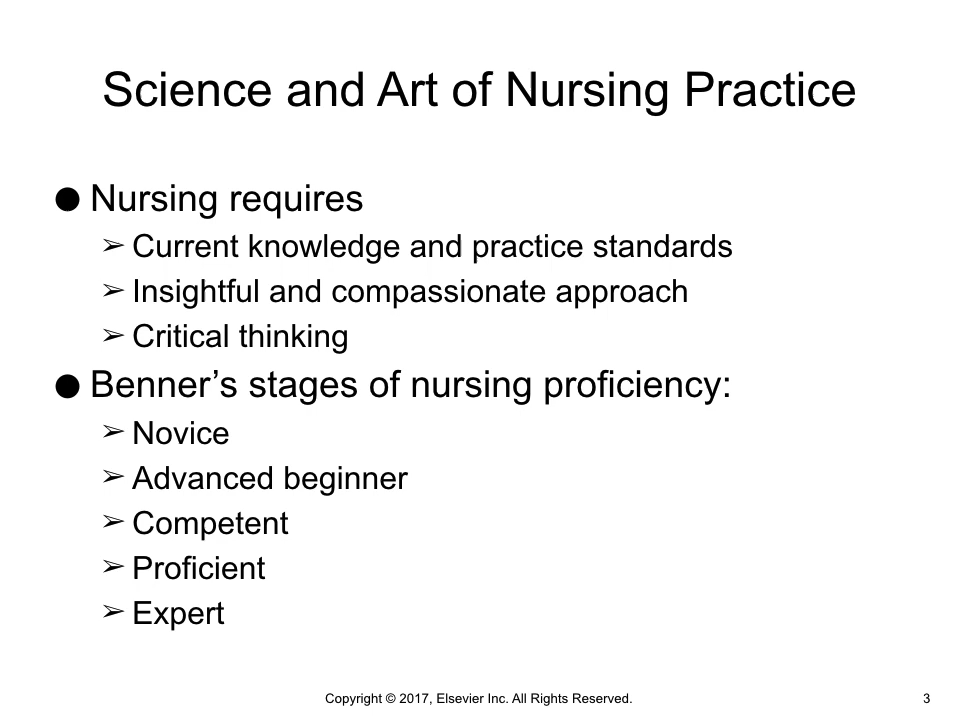 Science and Art of Nursing Practice
● Nursing requires
➢ Current knowledge and practice standards
➢ Insightful and compassionate approach
➢ Critical thinking
● Benner’s stages of nursing proficiency:
➢ Novice
➢ Advanced beginner
➢ Competent
➢ Proficient
➢ Expert
Copyright © 2017, Elsevier Inc. All Rights Reserved.
3